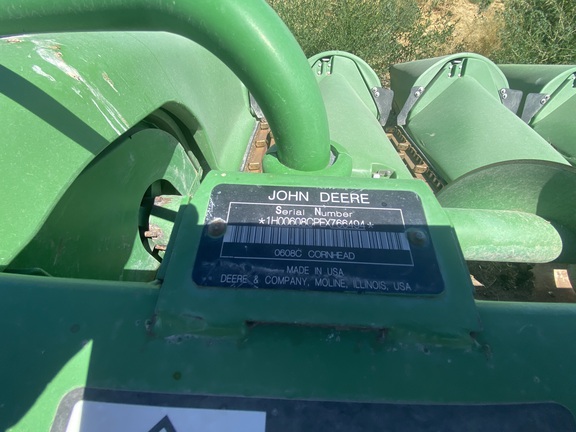 JOHN DEERE
Serial Number
*1H00608CPFX766494*
0608C CORNHEAD
MADE IN USA
DEERE & COMPANY, MOLINE, ILLINOIS, USA